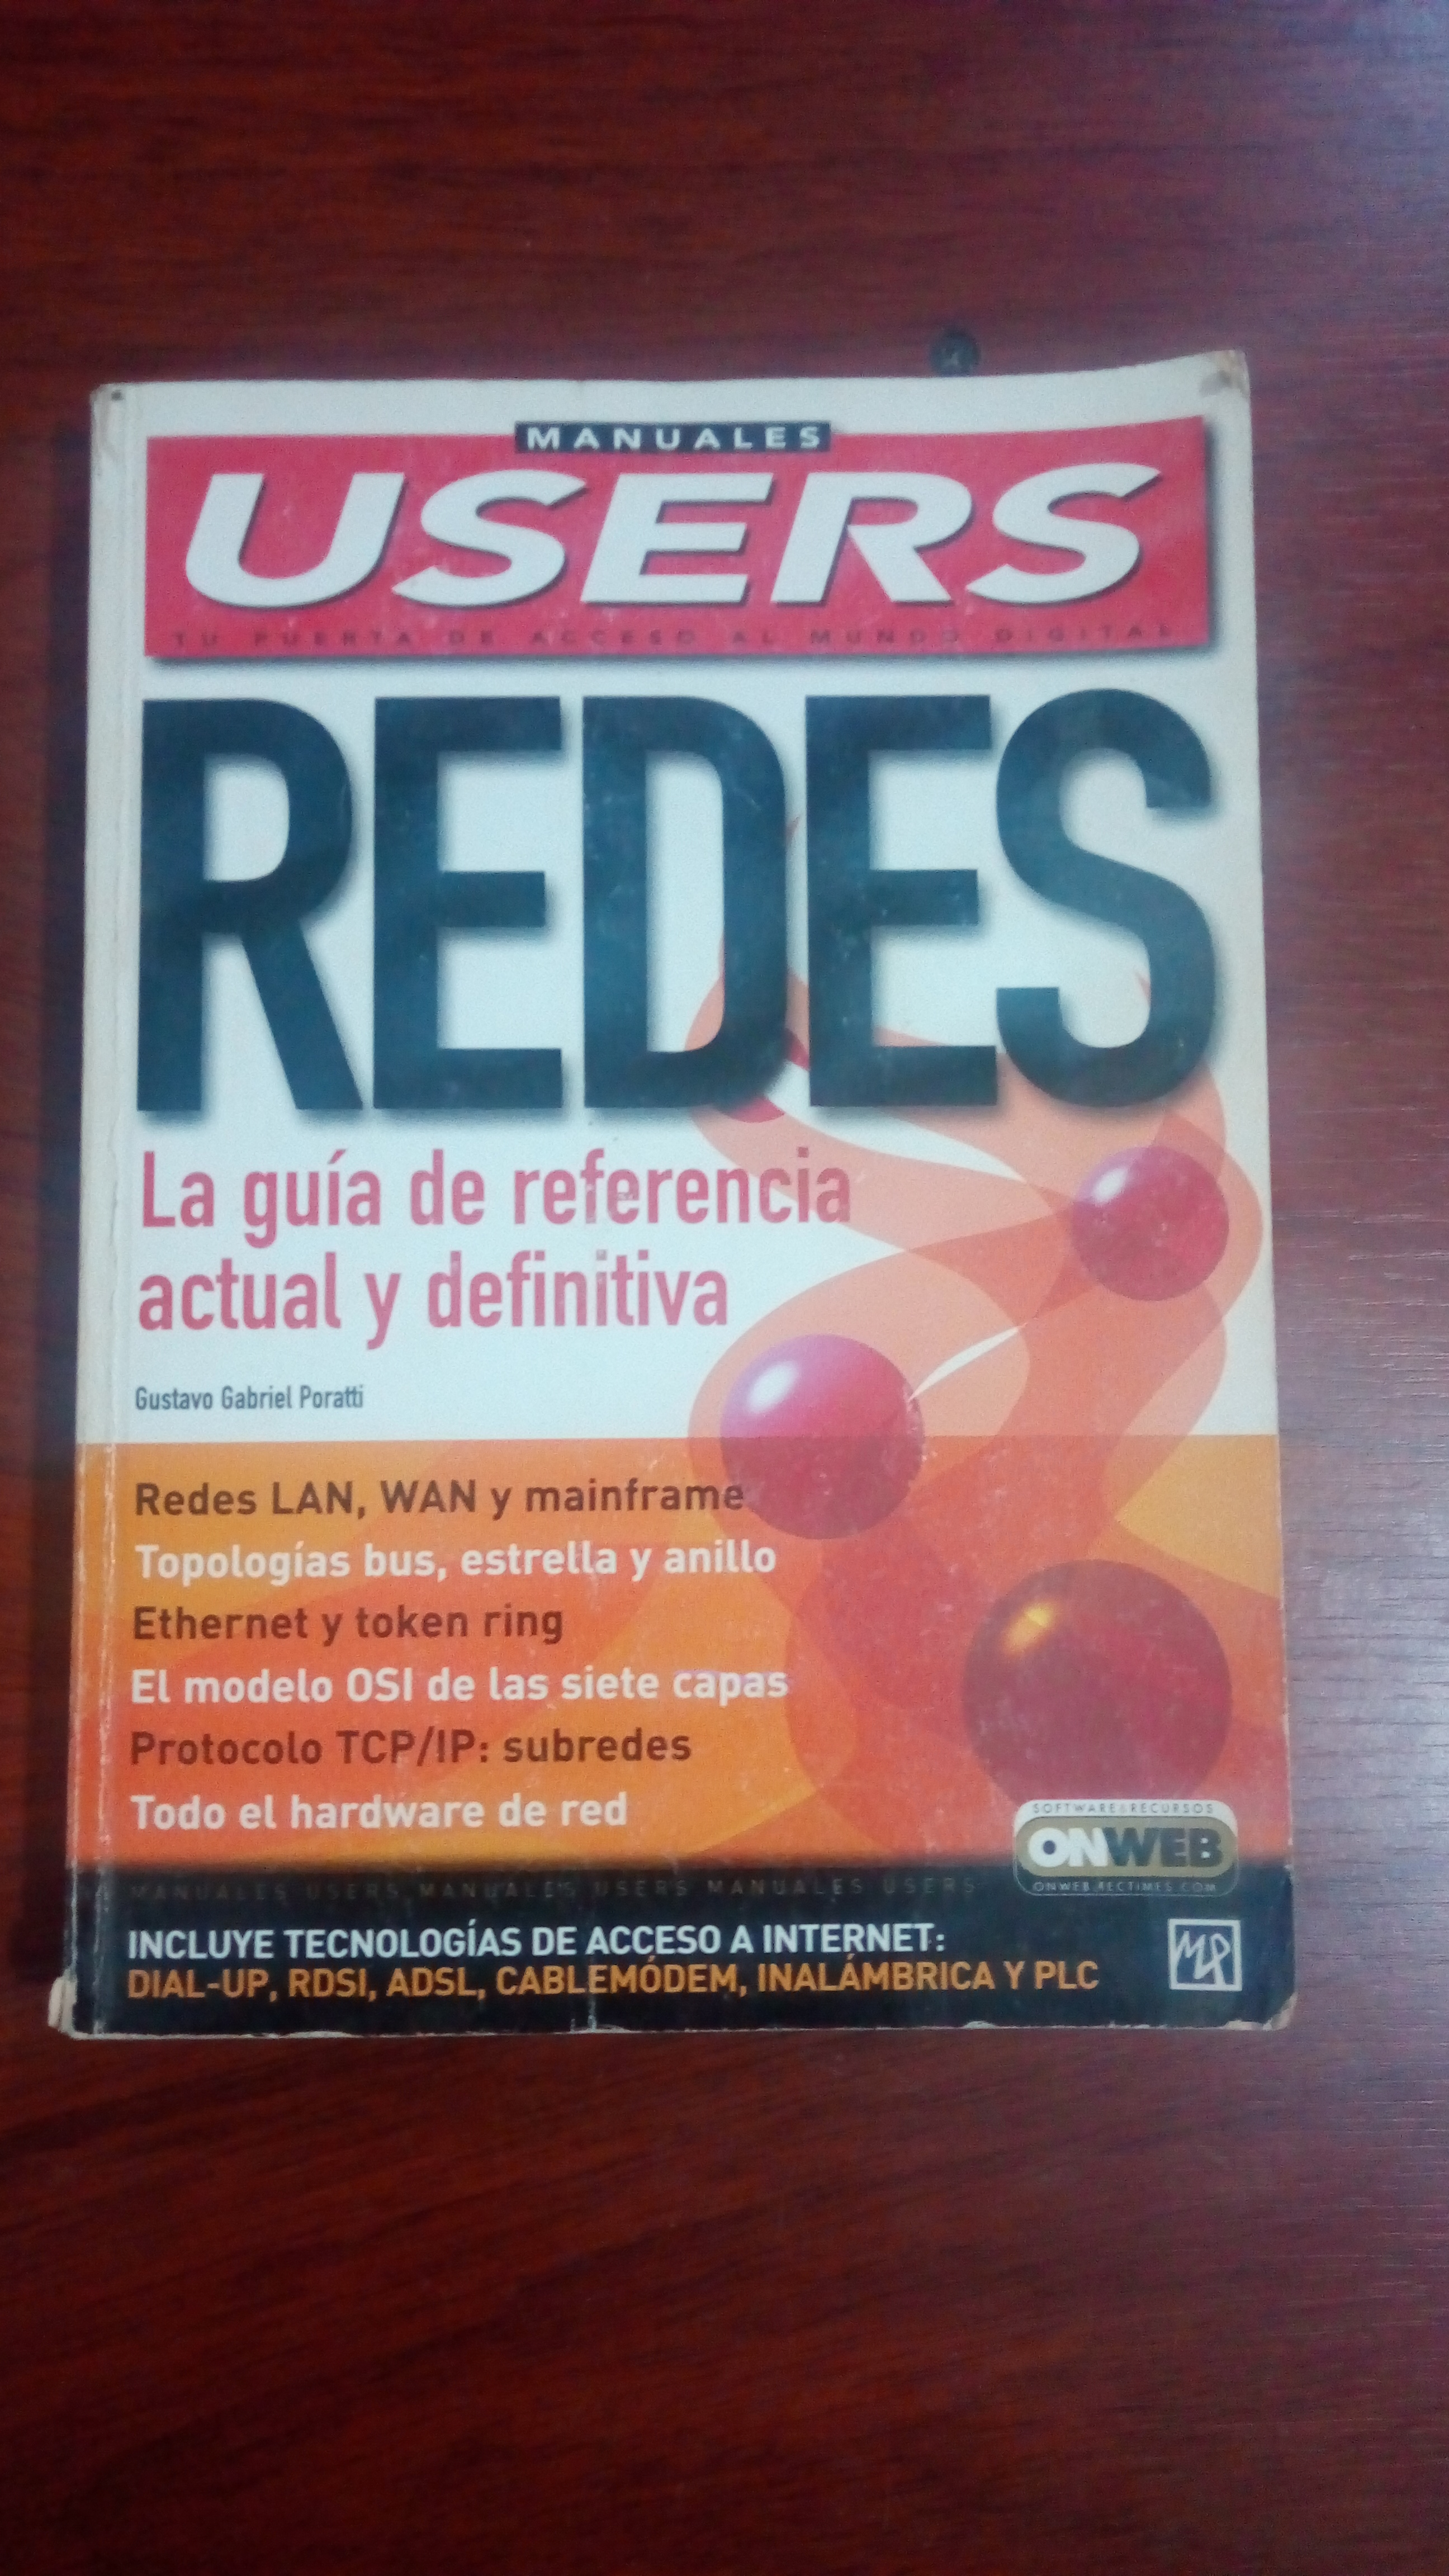 MANUALES
USERS
TU PUERTA DE ACCESO AL MUNDO DIGITAL
REDES
La guía de referencia
actual y definitiva
Gustavo Gabriel Poratti
Redes LAN, WAN y mainframe
Topologías bus, estrella y anillo
Ethernet y token ring
El modelo OSI de las siete capas
Protocolo TCP/IP: subredes
Todo el hardware de red
SOFTWARE&RECURSOS
ONWEB
ONWEB.TECTIMES.COM
MANUALES USERS MANUALES USERS MANUALES USERS
INCLUYE TECNOLOGÍAS DE ACCESO A INTERNET:
DIAL-UP, RDSI, ADSL, CABLEMÓDEM, INALÁMBRICA Y PLC
MP